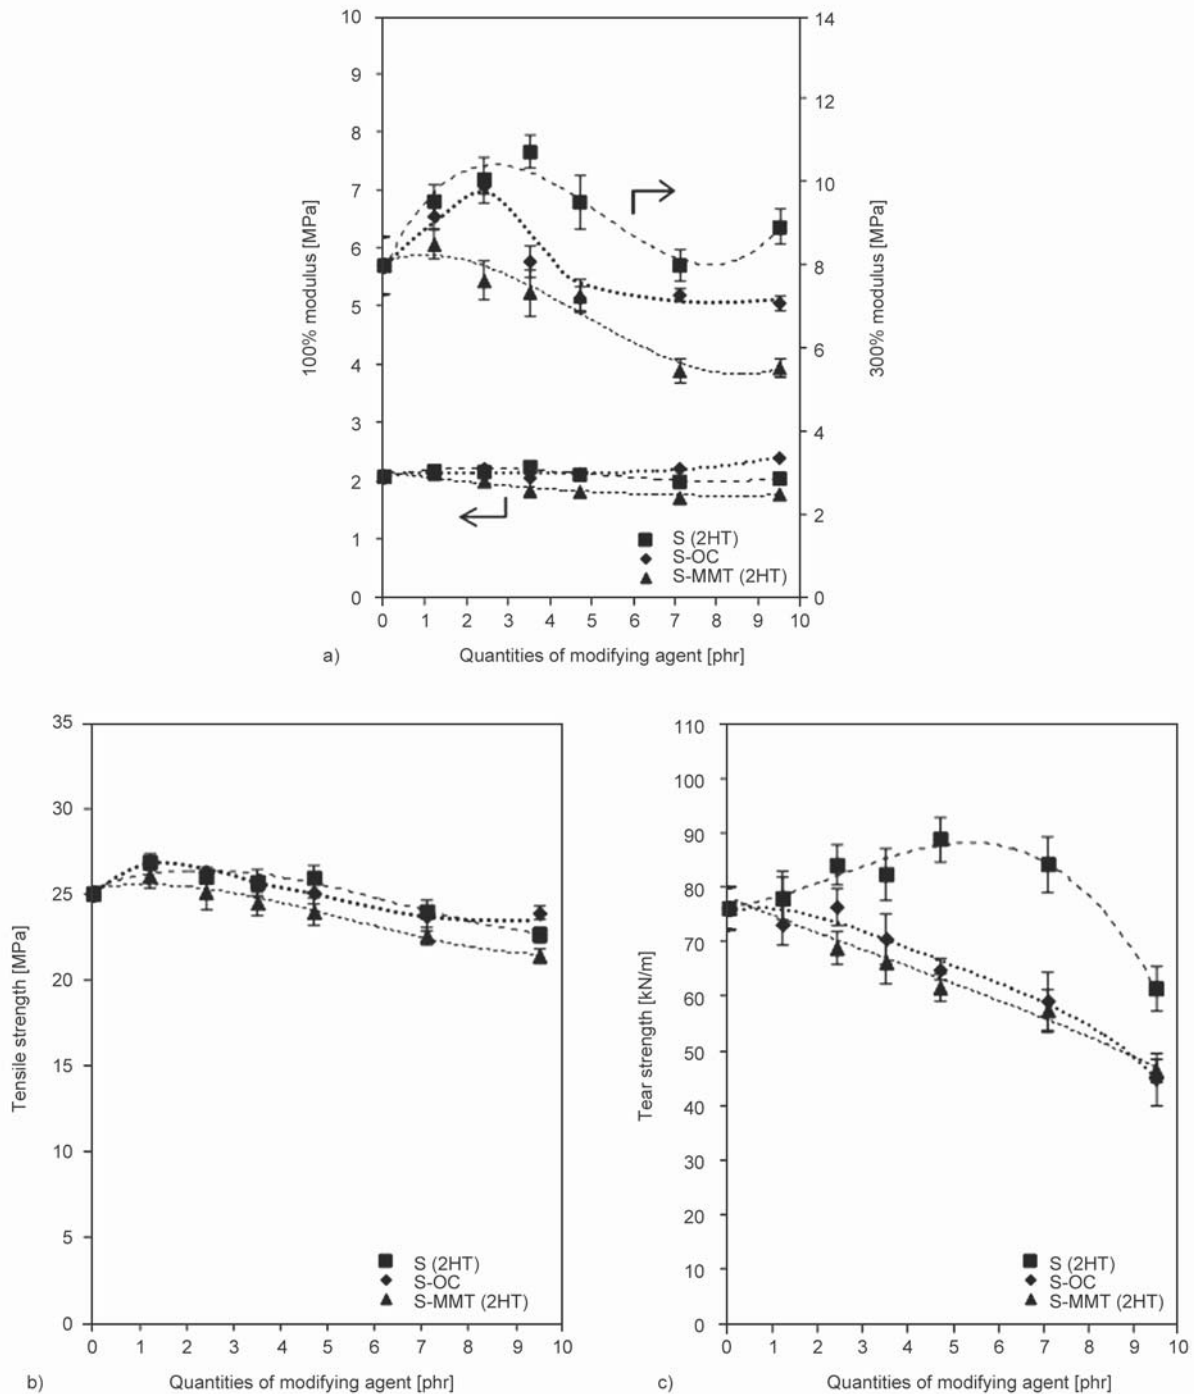 10
9
8
7
6
5
4
3
2
1
0
100% modulus [MPa]
14
12
10
8
6
4
2
0
300% modulus [MPa]
S (2HT)
S-OC
S-MMT (2HT)
0 1 2 3 4 5 6 7 8 9 10
a) Quantities of modifying agent [phr]
35
30
25
20
15
10
5
0
Tensile strength [MPa]
S (2HT)
S-OC
S-MMT (2HT)
0 1 2 3 4 5 6 7 8 9 10
b) Quantities of modifying agent [phr]
110
100
90
80
70
60
50
40
30
20
10
0
Tear strength [kN/m]
S (2HT)
S-OC
S-MMT (2HT)
0 1 2 3 4 5 6 7 8 9 10
c) Quantities of modifying agent [phr]